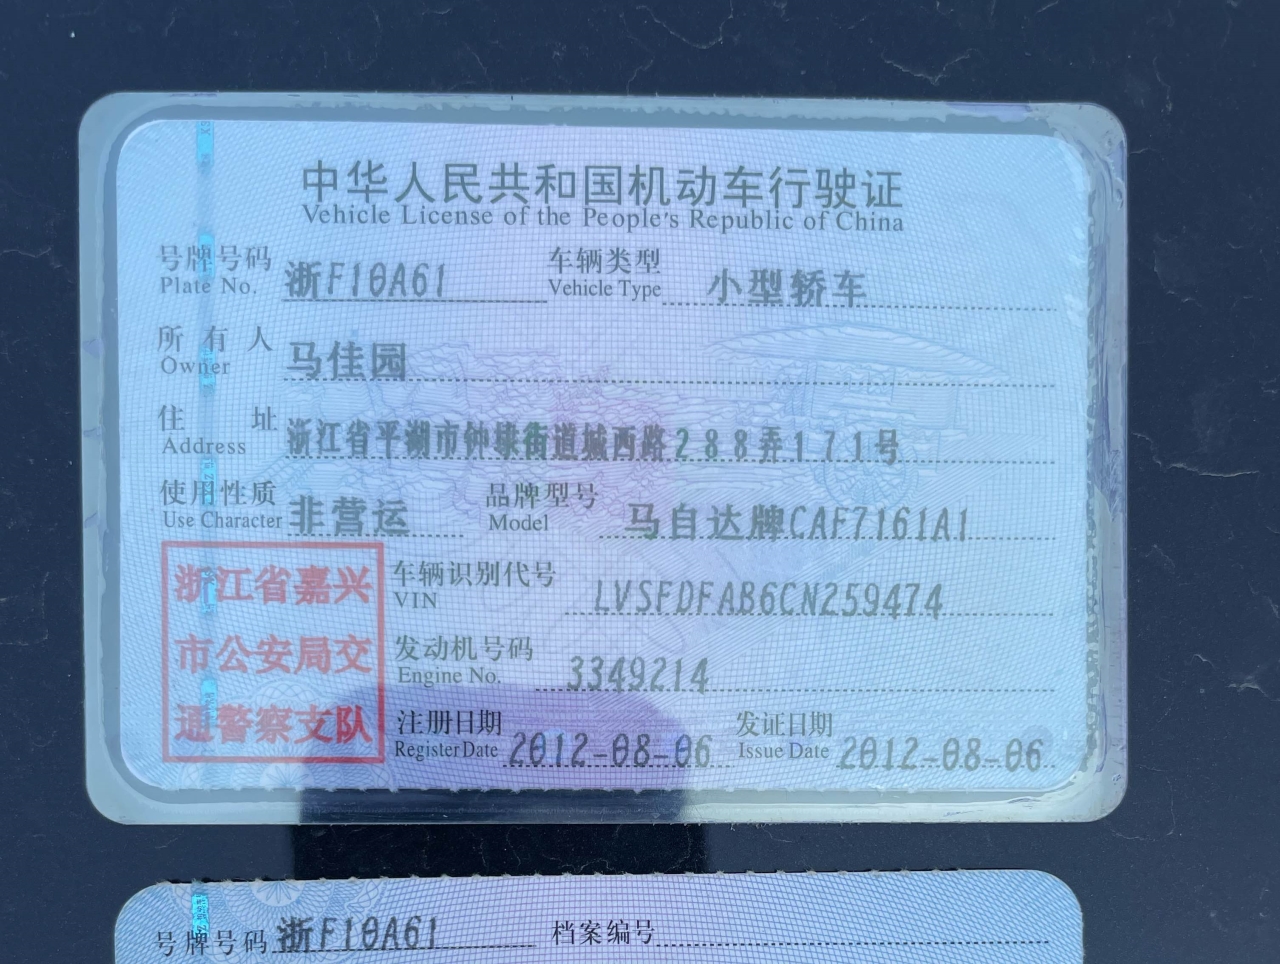 中华人民共和国机动车行驶证
Vehicle License of the People's Republic of China
号牌号码 浙F10A61 车辆类型 小型轿车
Plate No. Vehicle Type
所有人 马佳园
Owner
住址 浙江省平湖市钟埭街道城西路288弄171号
Address
使用性质 非营运 品牌型号 马自达牌CAF7161A1
Use Character Model
浙江省嘉兴
市公安局交
通警察支队
车辆识别代号 LVSFDFAB6CN259474
VIN
发动机号码 3349214
Engine No.
注册日期 2012-08-06 发证日期 2012-08-06
Register Date Issue Date
号牌号码 浙F10A61 档案编号